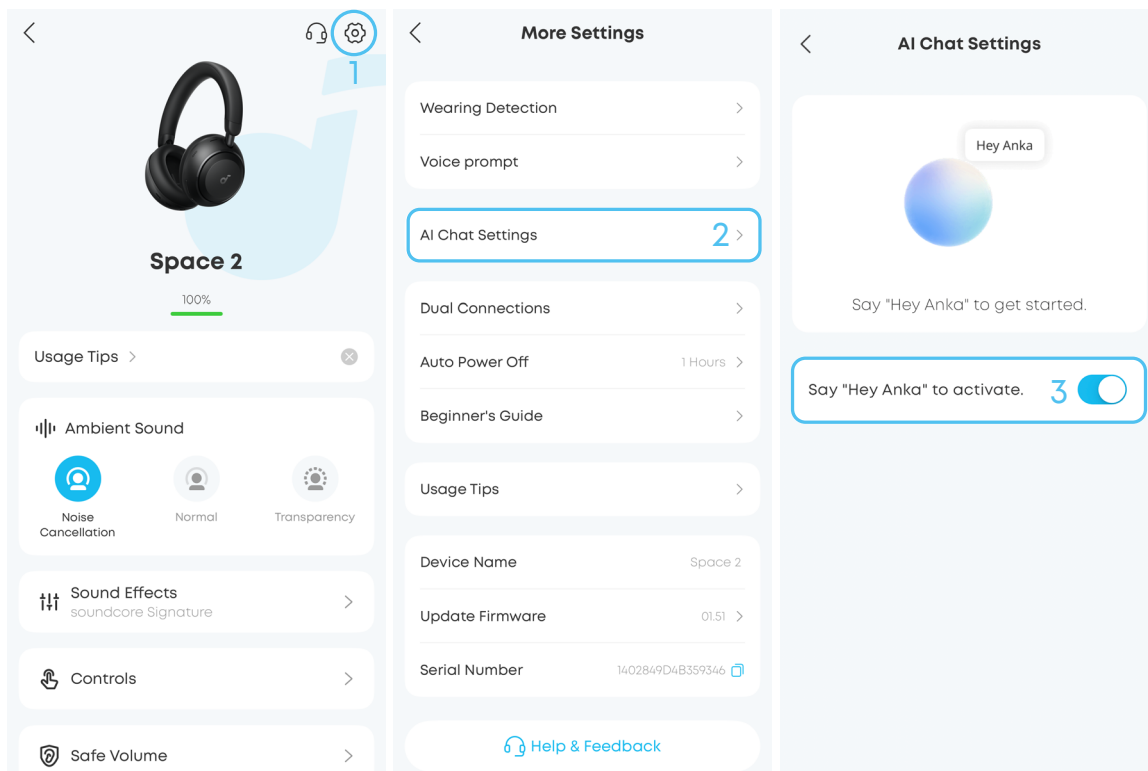 1
Space 2
100%
Usage Tips
Ambient Sound
Noise
Cancellation
Normal
Transparency
Sound Effects
soundcore Signature
Controls
Safe Volume
More Settings
Wearing Detection
Voice prompt
AI Chat Settings 2
Dual Connections
Auto Power Off 1 Hours
Beginner's Guide
Usage Tips
Device Name Space 2
Update Firmware 01.51
Serial Number 1402849D4B359346
Help & Feedback
AI Chat Settings
Hey Anka
Say "Hey Anka" to get started.
Say "Hey Anka" to activate. 3